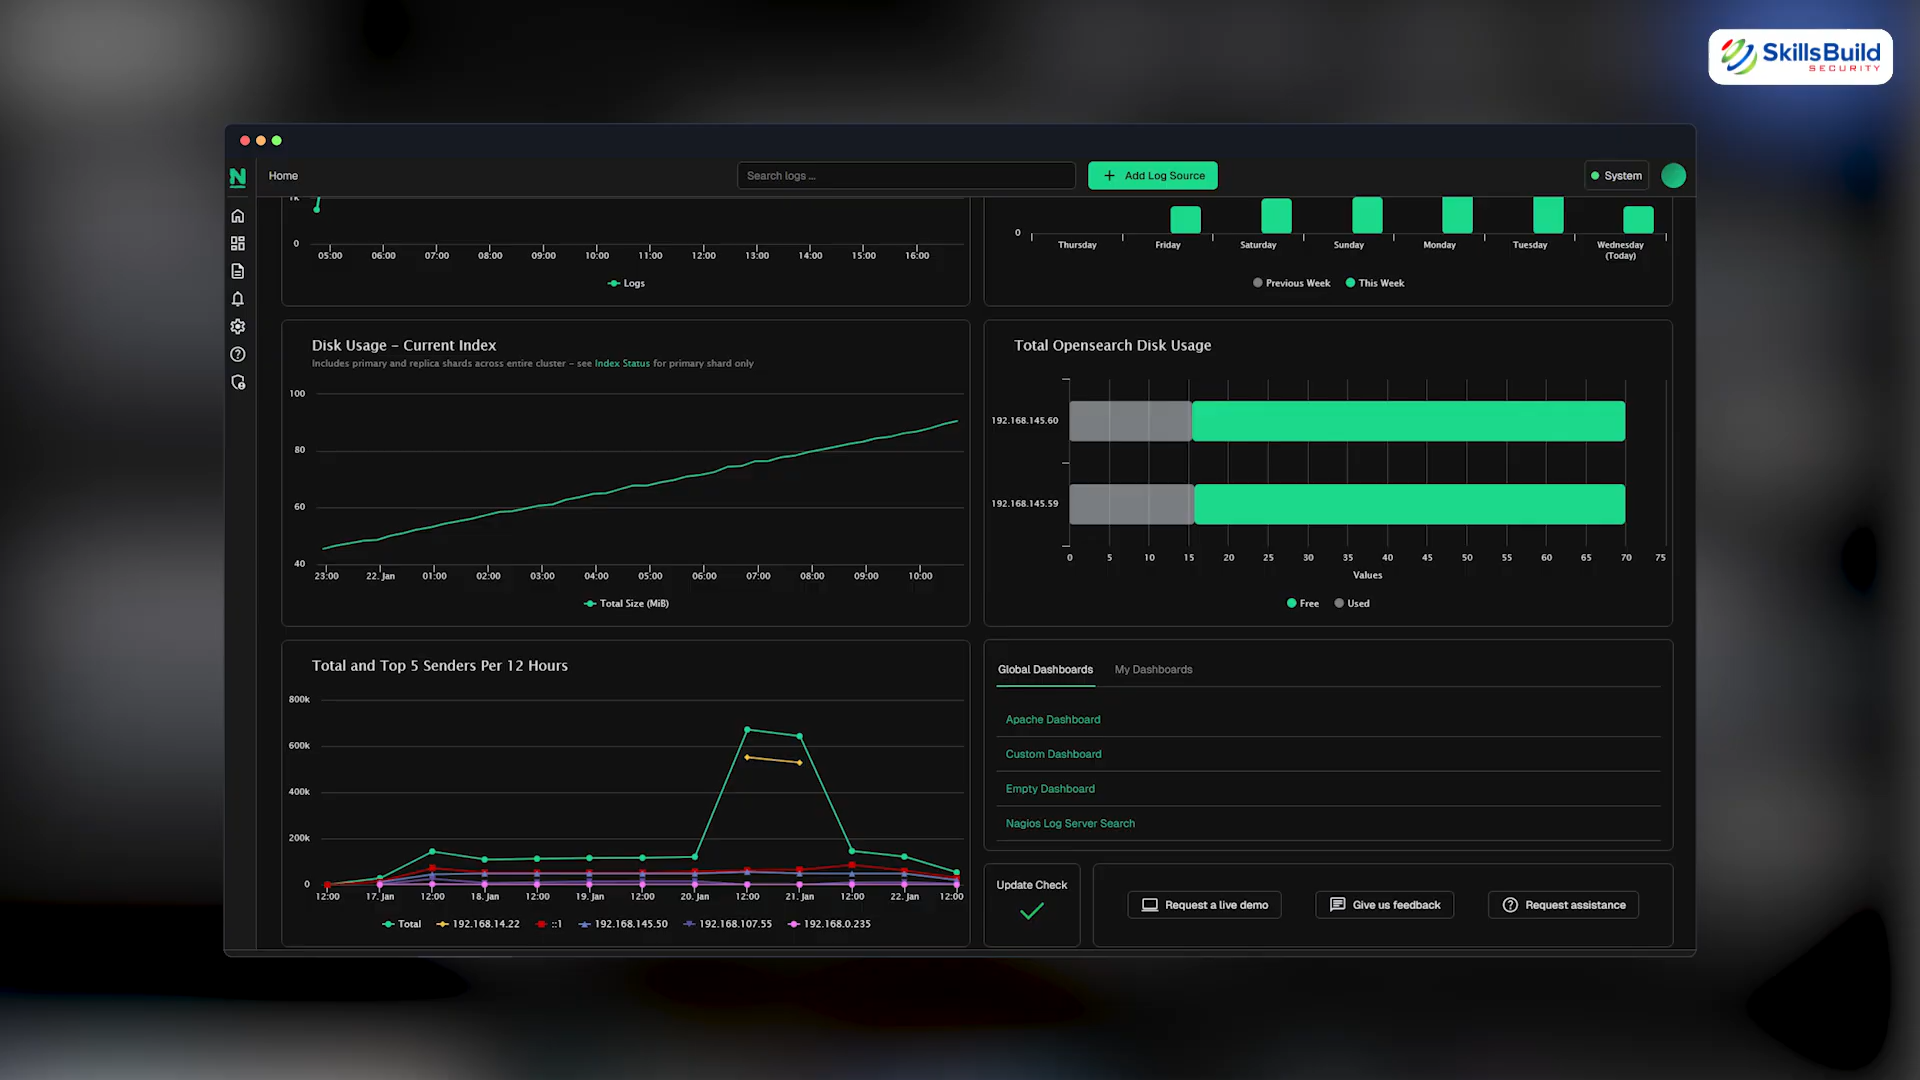 SkillsBuild
SECURITY
Home
Search logs ...
+ Add Log Source
System
0
05:00 06:00 07:00 08:00 09:00 10:00 11:00 12:00 13:00 14:00 15:00 16:00
Logs
0
Thursday Friday Saturday Sunday Monday Tuesday Wednesday
(Today)
Previous Week This Week
Disk Usage - Current Index
Includes primary and replica shards across entire cluster - see Index Status for primary shard only
100
80
60
40
23:00 22. Jan 01:00 02:00 03:00 04:00 05:00 06:00 07:00 08:00 09:00 10:00
Total Size (MiB)
Total Opensearch Disk Usage
192.168.145.60
192.168.145.59
0 5 10 15 20 25 30 35 40 45 50 55 60 65 70 75
Values
Free Used
Total and Top 5 Senders Per 12 Hours
800k
600k
400k
200k
0
12:00 17. Jan 12:00 18. Jan 12:00 19. Jan 12:00 20. Jan 12:00 21. Jan 12:00 22. Jan 12:00
Total 192.168.14.22 ::1 192.168.145.50 192.168.107.55 192.168.0.235
Global Dashboards My Dashboards
Apache Dashboard
Custom Dashboard
Empty Dashboard
Nagios Log Server Search
Update Check
Request a live demo Give us feedback Request assistance